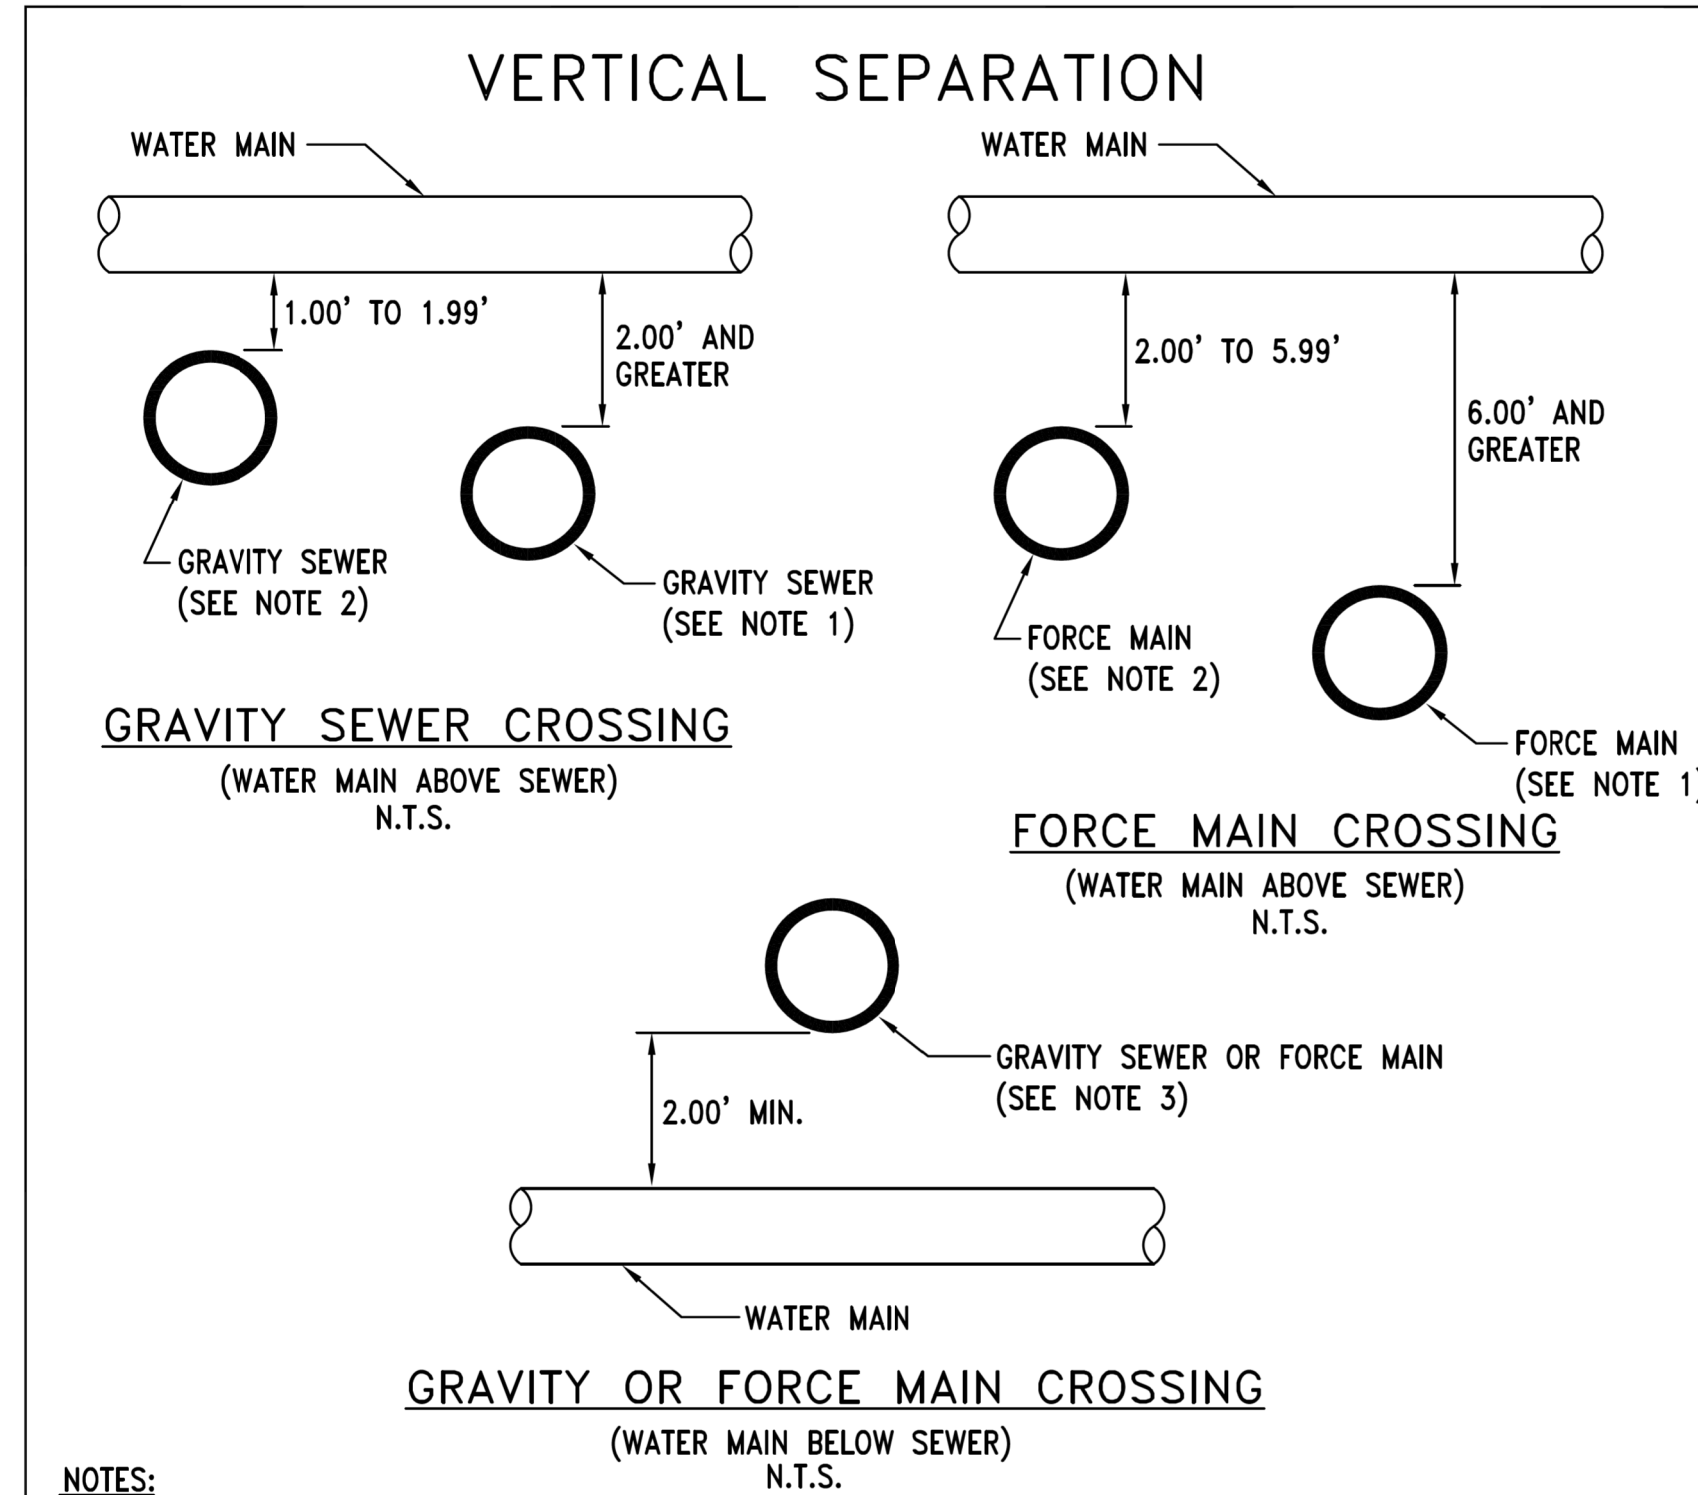 VERTICAL SEPARATION
WATER MAIN
1.00' TO 1.99'
2.00' AND
GREATER
GRAVITY SEWER
(SEE NOTE 2)
GRAVITY SEWER
(SEE NOTE 1)
GRAVITY SEWER CROSSING
(WATER MAIN ABOVE SEWER)
N.T.S.
WATER MAIN
2.00' TO 5.99'
6.00' AND
GREATER
FORCE MAIN
(SEE NOTE 2)
FORCE MAIN
(SEE NOTE 1)
FORCE MAIN CROSSING
(WATER MAIN ABOVE SEWER)
N.T.S.
GRAVITY SEWER OR FORCE MAIN
(SEE NOTE 3)
2.00' MIN.
WATER MAIN
GRAVITY OR FORCE MAIN CROSSING
(WATER MAIN BELOW SEWER)
N.T.S.
NOTES: